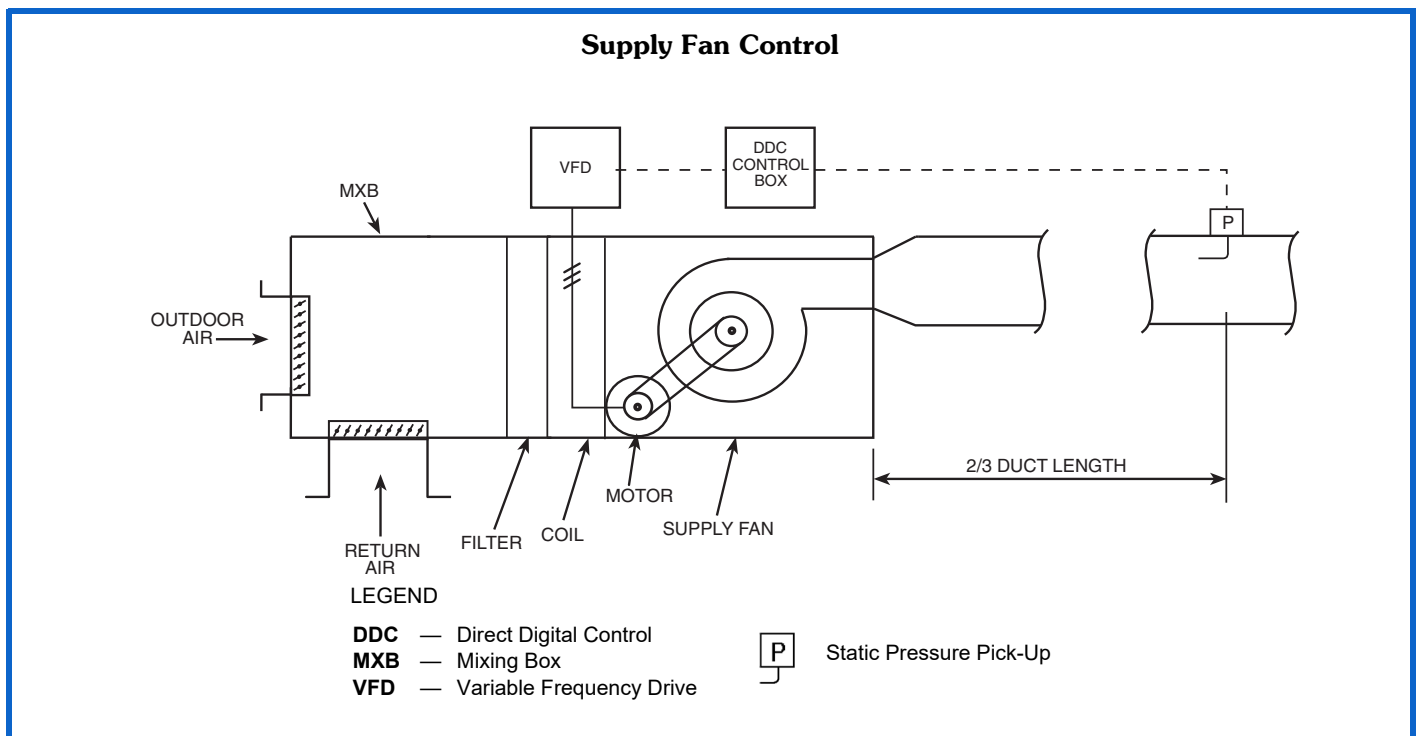 Supply Fan Control
VFD
DDC
CONTROL
BOX
MXB
P
OUTDOOR
AIR
2/3 DUCT LENGTH
MOTOR
SUPPLY FAN
COIL
FILTER
RETURN
AIR
LEGEND
DDC — Direct Digital Control
MXB — Mixing Box
VFD — Variable Frequency Drive
P Static Pressure Pick-Up